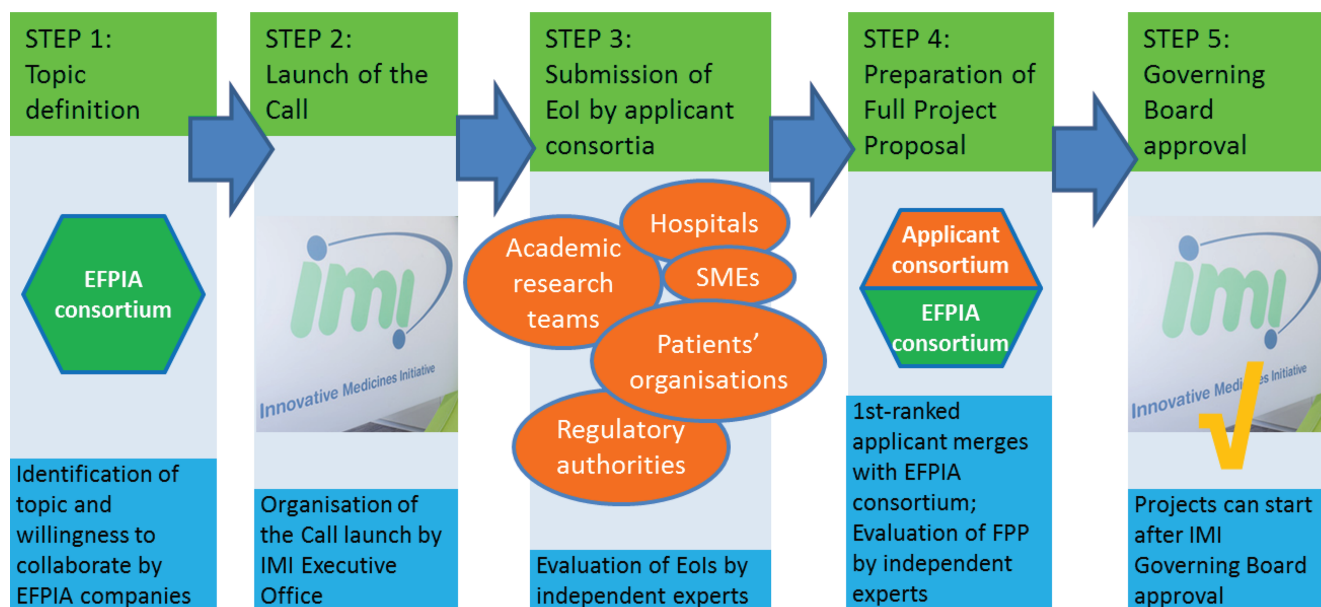 STEP 1:
Topic
definition
EFPIA
consortium
Identification of
topic and
willingness to
collaborate by
EFPIA companies
STEP 2:
Launch of the
Call
imi
Innovative Medicines Initiative
Organisation of
the Call launch by
IMI Executive
Office
STEP 3:
Submission of
EoI by applicant
consortia
Hospitals
Academic
research
teams
SMEs
Patients’
organisations
Regulatory
authorities
Evaluation of EoIs by
independent experts
STEP 4:
Preparation of
Full Project
Proposal
Applicant
consortium
EFPIA
consortium
1st-ranked
applicant merges
with EFPIA
consortium;
Evaluation of FPP
by independent
experts
STEP 5:
Governing
Board
approval
imi
Innovative Medicines Initiative
Projects can start
after IMI
Governing Board
approval